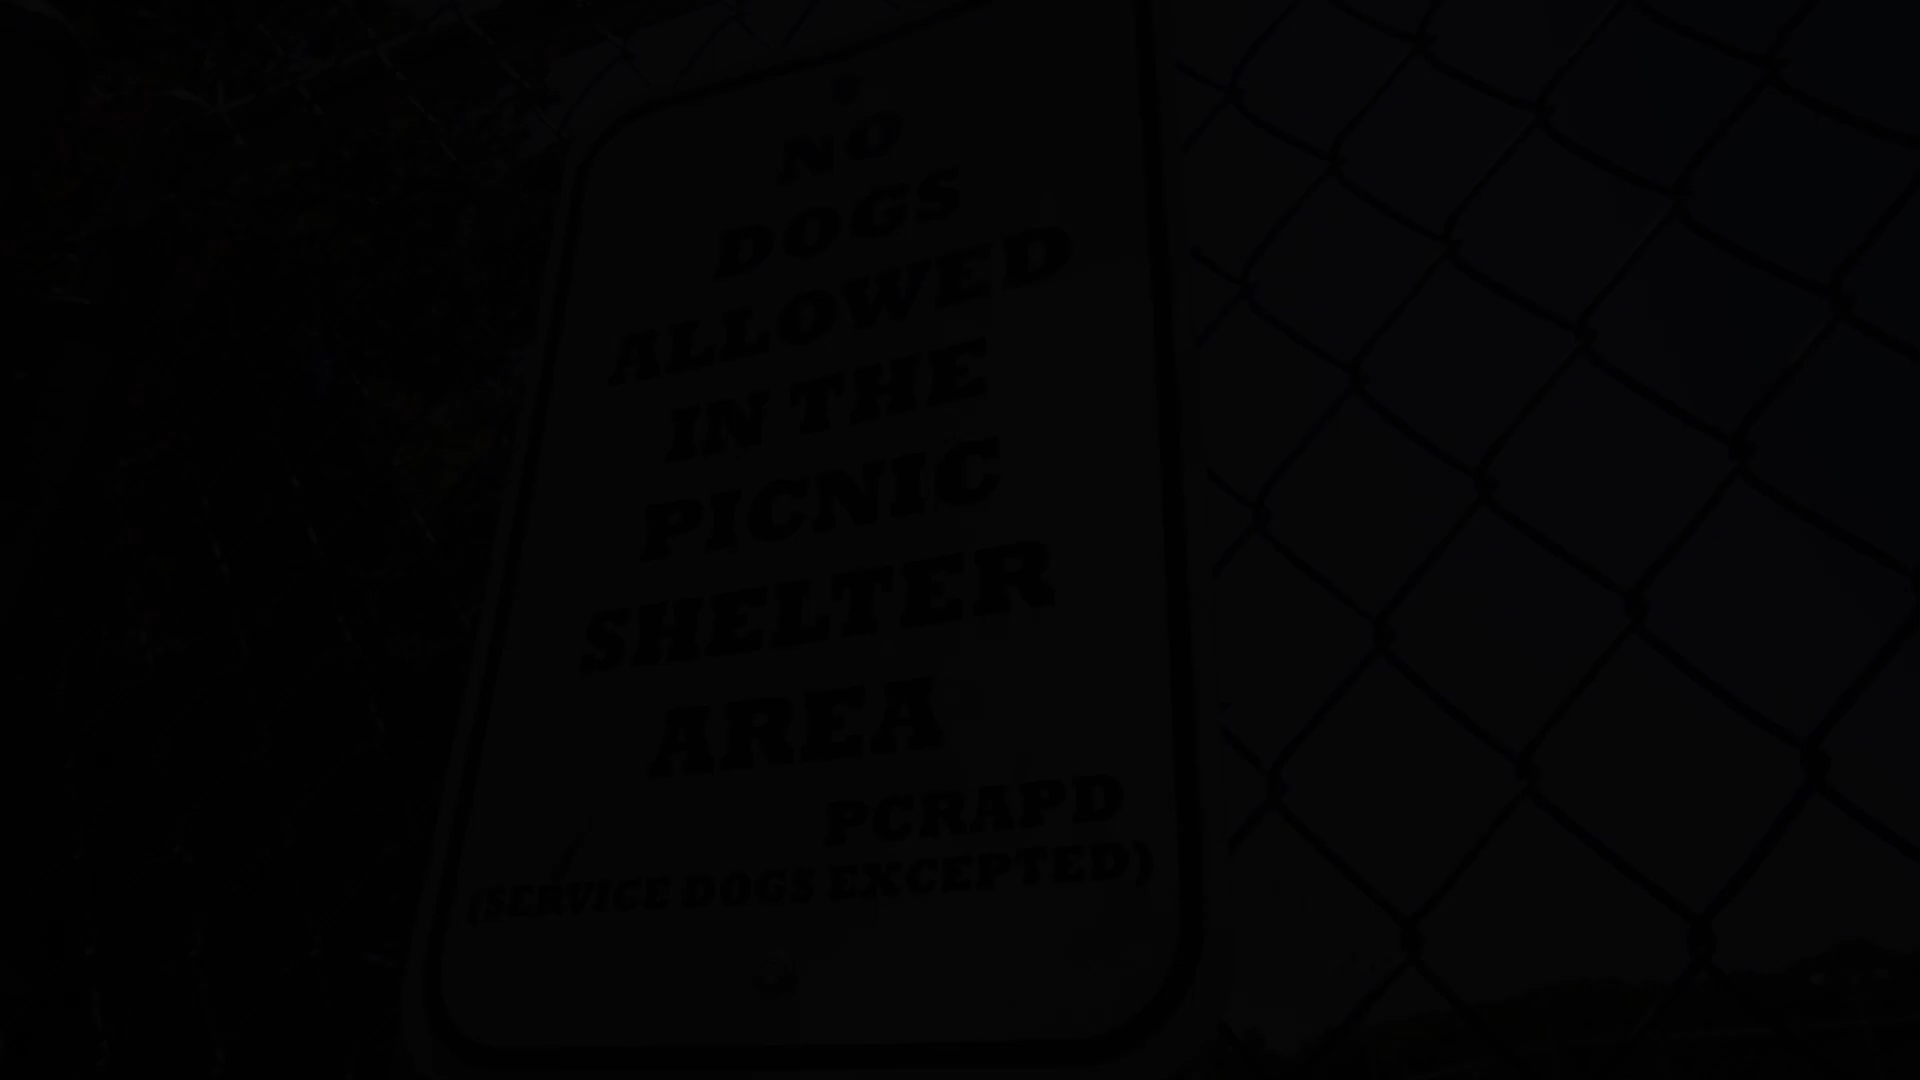 NO
DOGS
ALLOWED
IN THE
PICNIC
SHELTER
AREA
PCRAPD
(SERVICE DOGS EXCEPTED)